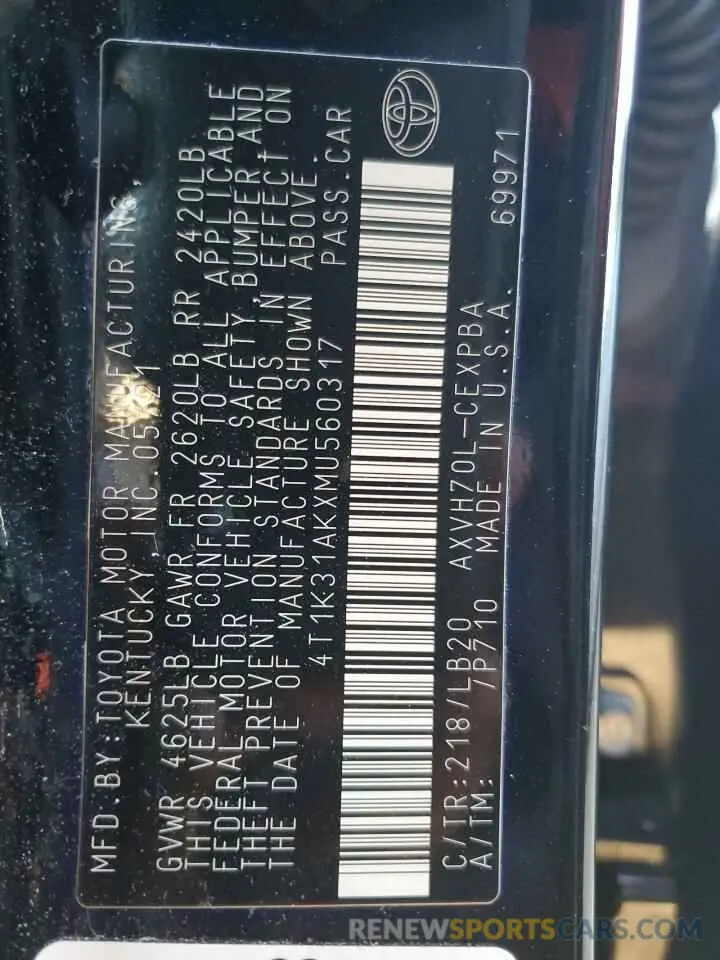 MFD.BY:TOYOTA MOTOR MANUFACTURING,
KENTUCKY,INC.05/21
GVWR 4625LB GAWR FR 2620LB RR 2420LB
THIS VEHICLE CONFORMS TO ALL APPLICABLE
FEDERAL MOTOR VEHICLE SAFETY,BUMPER,AND
THEFT PREVENTION STANDARDS IN EFFECT ON
THE DATE OF MANUFACTURE SHOWN ABOVE.
4T1K31AKXMU560317 PASS.CAR
C/TR:218/LB20 AXVH70L-CEXPBA
A/TM: 7P710 MADE IN U.S.A. 69971
RENEWSPORTSCARS.COM